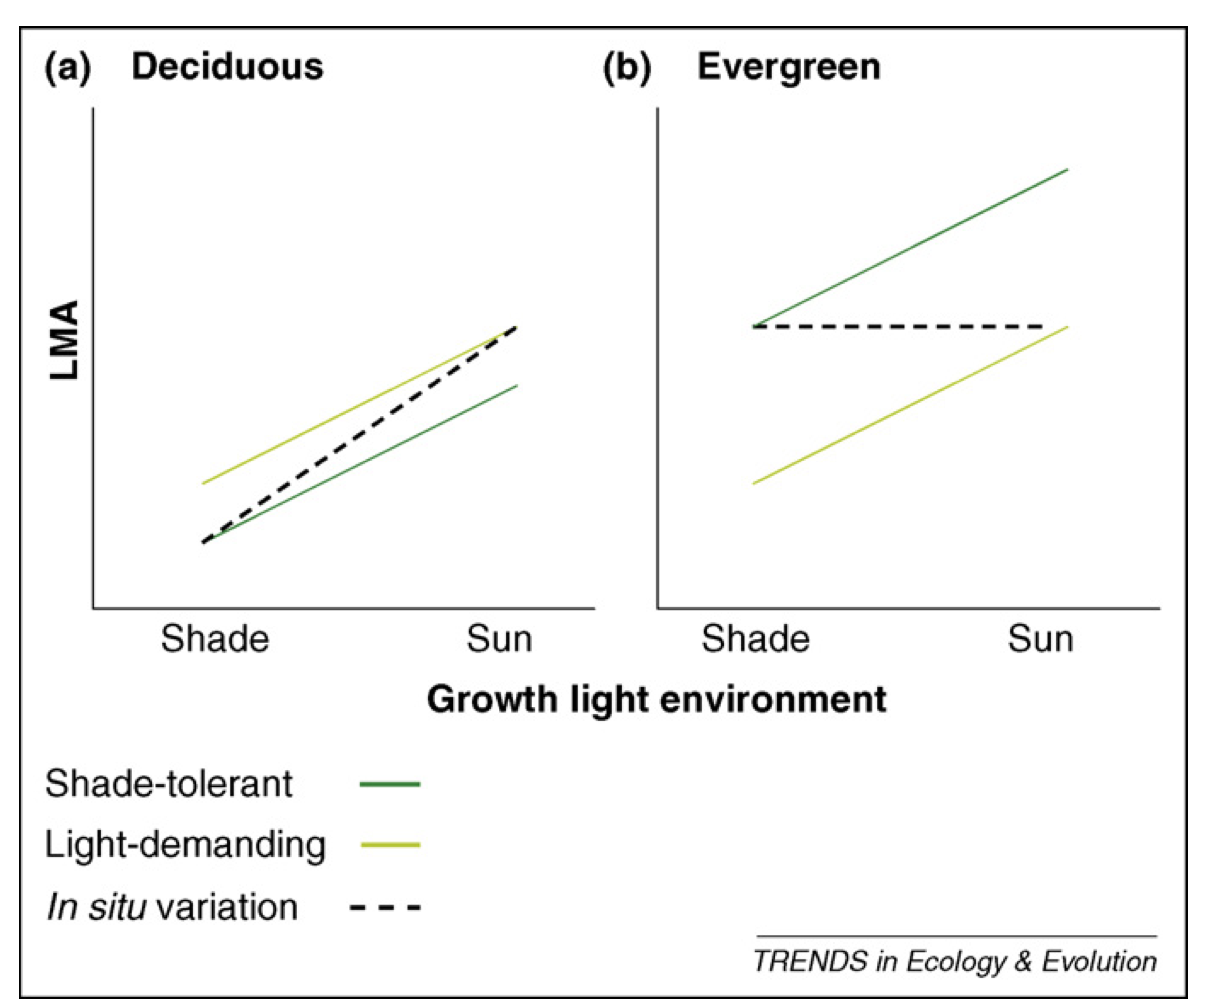 (a) Deciduous
(b) Evergreen
LMA
Shade Sun
Shade Sun
Growth light environment
Shade-tolerant
Light-demanding
In situ variation
TRENDS in Ecology & Evolution